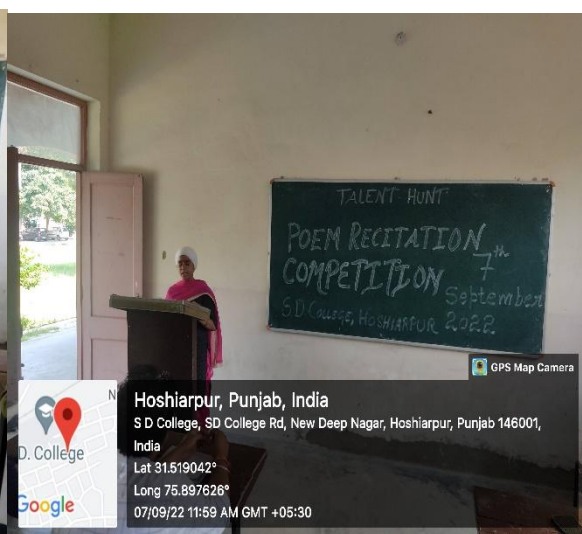 TALENT HUNT
POEM RECITATION
COMPETITION 7th
September
S.D. College, HOSHIARPUR 2022
GPS Map Camera
Hoshiarpur, Punjab, India
S D College, SD College Rd, New Deep Nagar, Hoshiarpur, Punjab 146001,
India
Lat 31.519042°
Long 75.897626°
07/09/22 11:59 AM GMT +05:30
N
D. College
Google